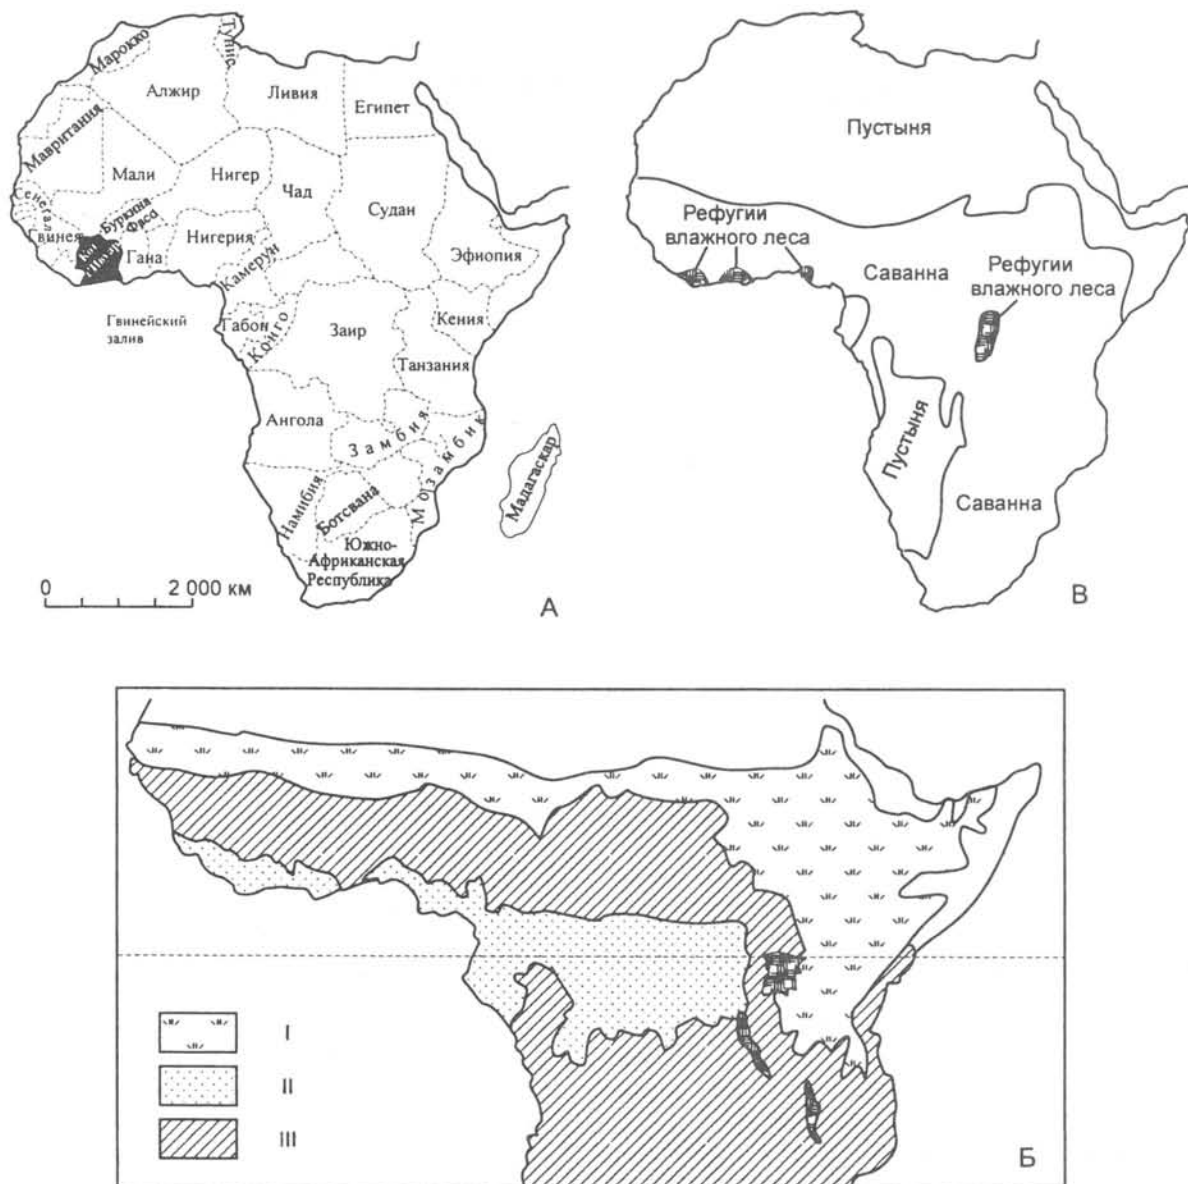 Марокко
Тунис
Алжир
Ливия
Египет
Мавритания
Мали
Нигер
Чад
Судан
Сенегал
Буркина
Фасо
Гвинея
Гана
Нигерия
Камерун
Эфиопия
Гвинейский
залив
Габон
Конго
Заир
Кения
Танзания
Ангола
Замбия
Мозамбик
Мадагаскар
Намибия
Ботсвана
Южно-
Африканская
Республика
0 2 000 км
А
Пустыня
Рефугии
влажного леса
Саванна
Рефугии
влажного леса
Пустыня
Саванна
В
I
II
III
Б